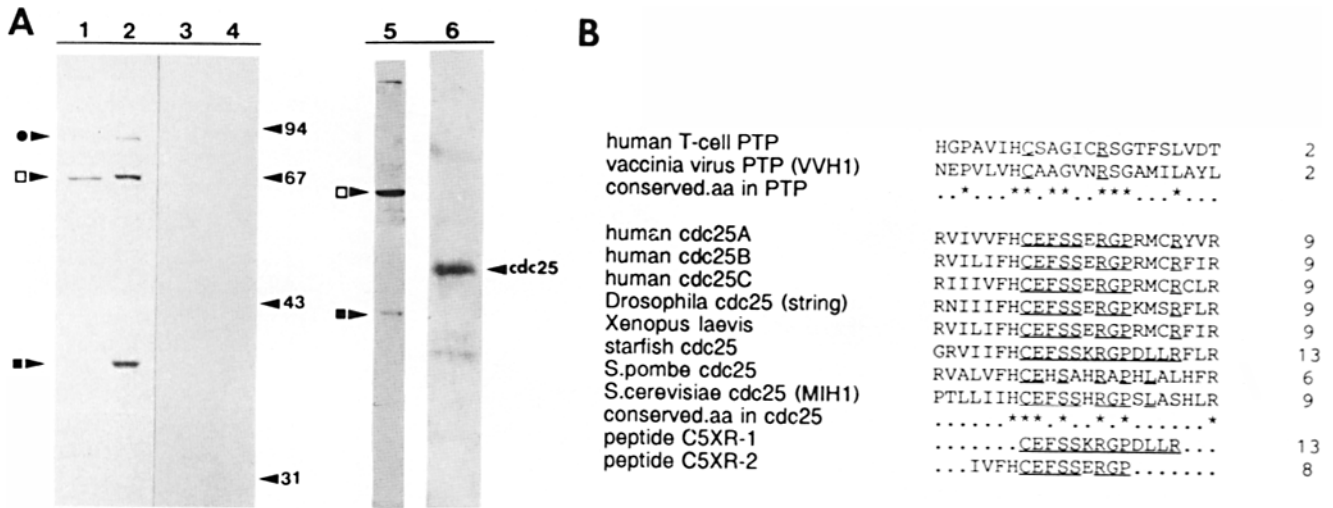 A
1 2 3 4
5 6
94
67
43
31
cdc25
B
human T-cell PTP HGPAVIHCSAGICRSGTFSLVDT 2
vaccinia virus PTP (VVH1) NEPVLVHCAAGVNRSGAMILAYL 2
conserved.aa in PTP ..*....**..**...***....*..
human cdc25A RVIVVFHCEFSSERGPRMCRYVR 9
human cdc25B RVILIFHCEFSSERGPRMCRFIR 9
human cdc25C RIIIVFHCEFSSERGPRMCRCLR 9
Drosophila cdc25 (string) RNIIIFHCEFSSERGPKMSRFLR 9
Xenopus laevis RVILIFHCEFSSERGPRMCRFIR 9
starfish cdc25 GRVIIFHCEFSSKRGPDLLRFLR 13
S.pombe cdc25 RVALVFHCEHSAHRAPHLALHFR 6
S.cerevisiae cdc25 (MIH1) PTLLIIHCEFSSHRGPSLASHLR 9
conserved.aa in cdc25 ......***.*..*.*......*
peptide C5XR-1 .......CEFSSKRGPDLLR... 13
peptide C5XR-2 ...IVFHCEFSSERGP....... 8